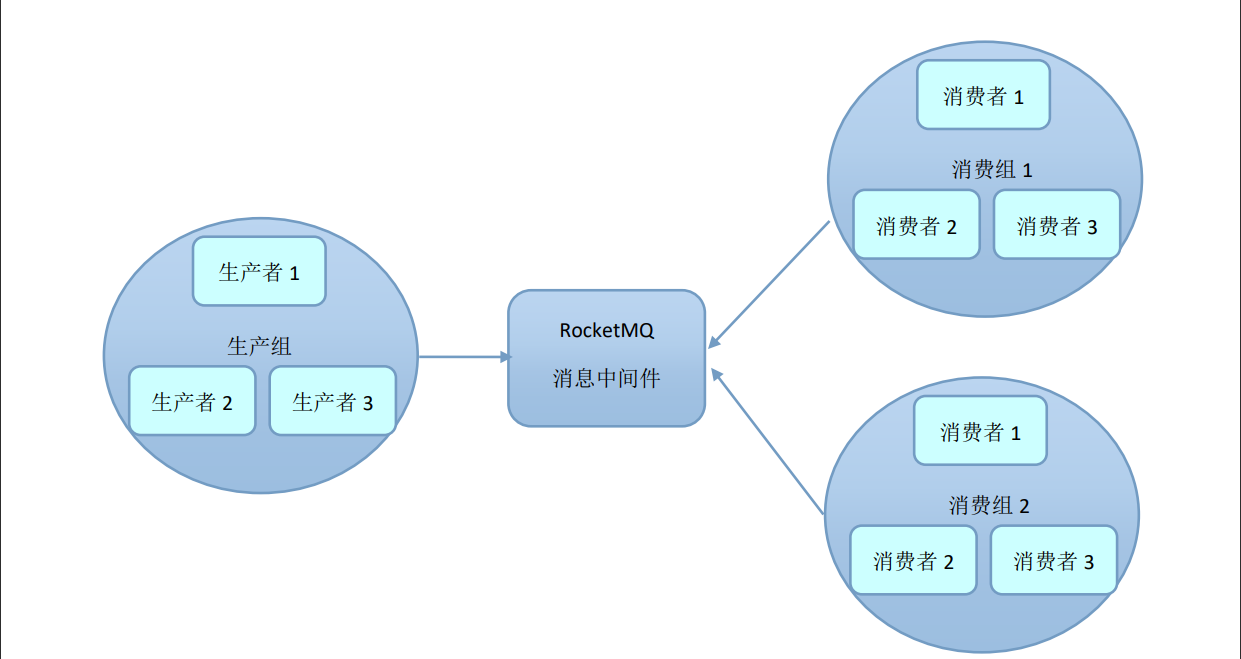 生产者 1
生产组
生产者 2
生产者 3
RocketMQ
消息中间件
消费者 1
消费组 1
消费者 2
消费者 3
消费者 1
消费组 2
消费者 2
消费者 3